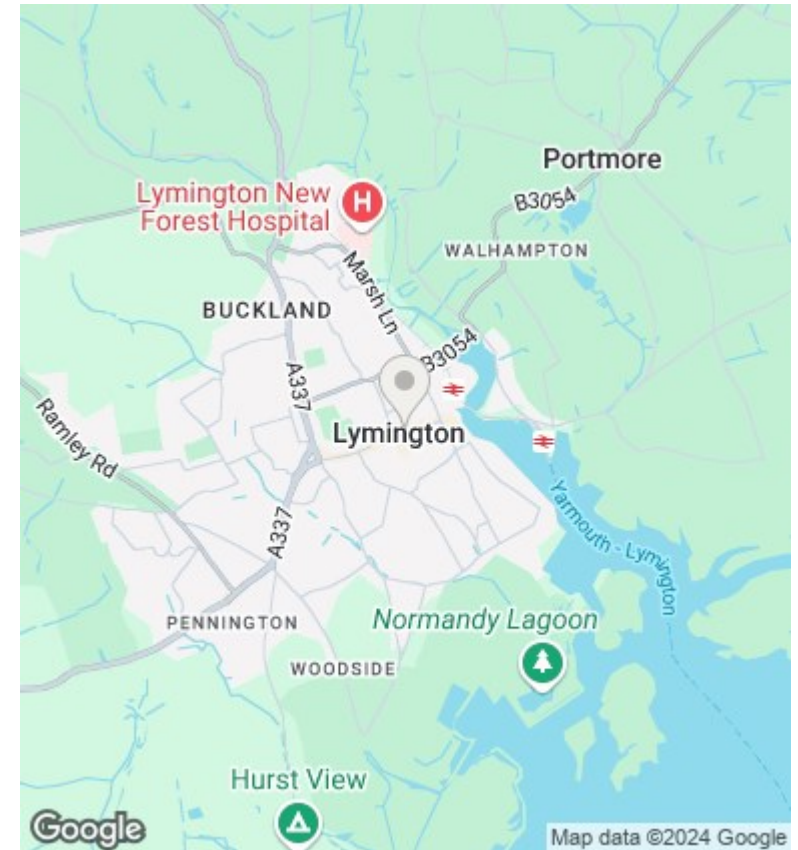 Portmore
Lymington New
Forest Hospital
H
B3054
WALHAMPTON
Marsh Ln
BUCKLAND
B3054
A337
Lymington
Ramley Rd
A337
Yarmouth - Lymington
PENNINGTON
Normandy Lagoon
WOODSIDE
Hurst View
Google
Map data ©2024 Google